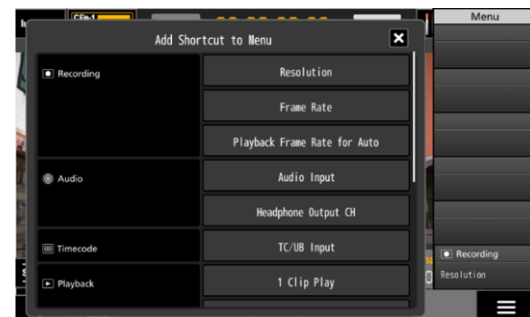 CFe-1
Menu
Add Shortcut to Menu
Recording
Resolution
Frame Rate
Playback Frame Rate for Auto
Audio
Audio Input
Headphone Output CH
Timecode
TC/UB Input
Playback
1 Clip Play
Recording
Resolution